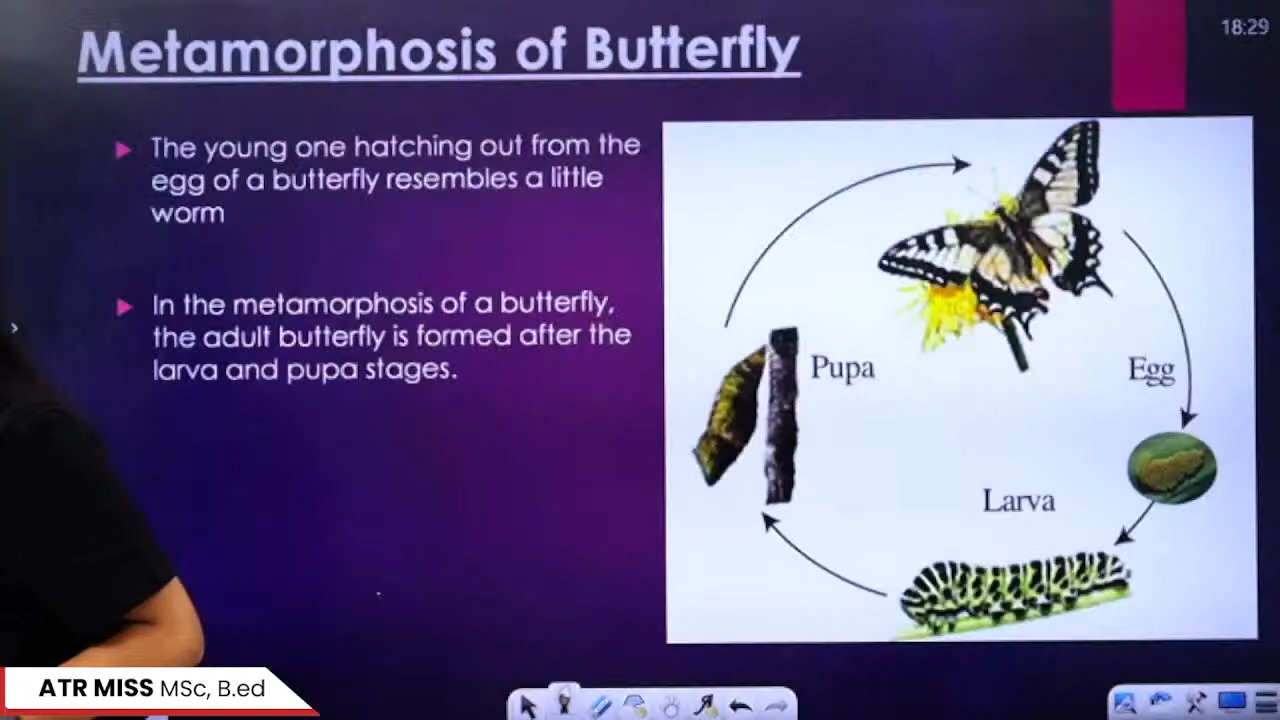 Metamorphosis of Butterfly
18:29
The young one hatching out from the
egg of a butterfly resembles a little
worm
In the metamorphosis of a butterfly,
the adult butterfly is formed after the
larva and pupa stages.
Pupa
Egg
Larva
ATR MISS MSc, B.ed